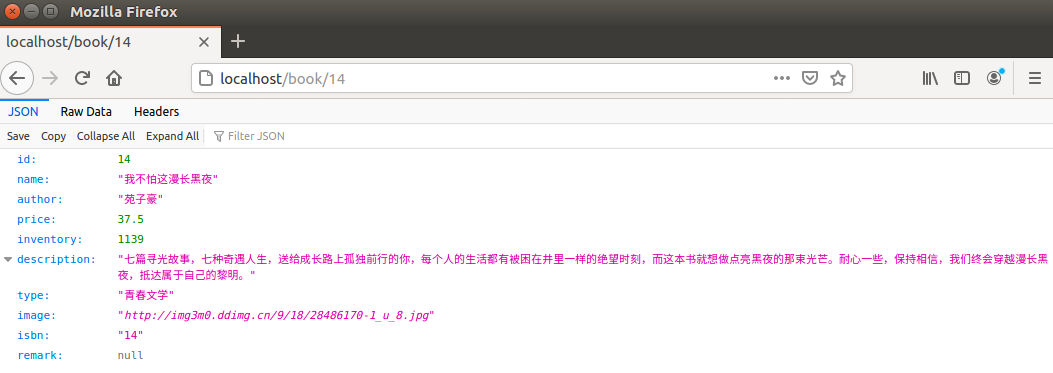 Mozilla Firefox
localhost/book/14
localhost/book/14
JSON Raw Data Headers
Save Copy Collapse All Expand All Filter JSON
id: 14
name: "我不怕这漫长黑夜"
author: "苑子豪"
price: 37.5
inventory: 1139
description: "七篇寻光故事，七种奇遇人生，送给成长路上孤独前行的你，每个人的生活都有被困在井里一样的绝望时刻，而这本书就想做点亮黑夜的那束光芒。耐心一些，保持相信，我们终会穿越漫长黑
夜，抵达属于自己的黎明。"
type: "青春文学"
image: "http://img3m0.ddimg.cn/9/18/28486170-1_u_8.jpg"
isbn: "14"
remark: null